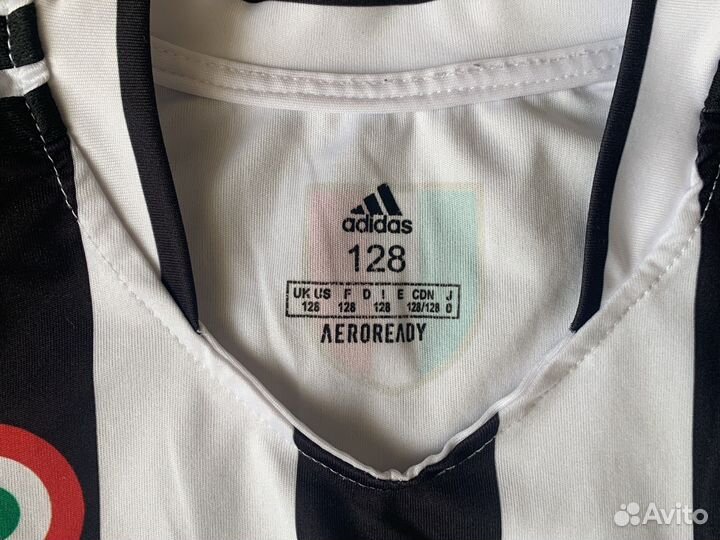 adidas
128
UK US F D I E CDN J
128 128 128 128/128 0
AEROREADY
Avito